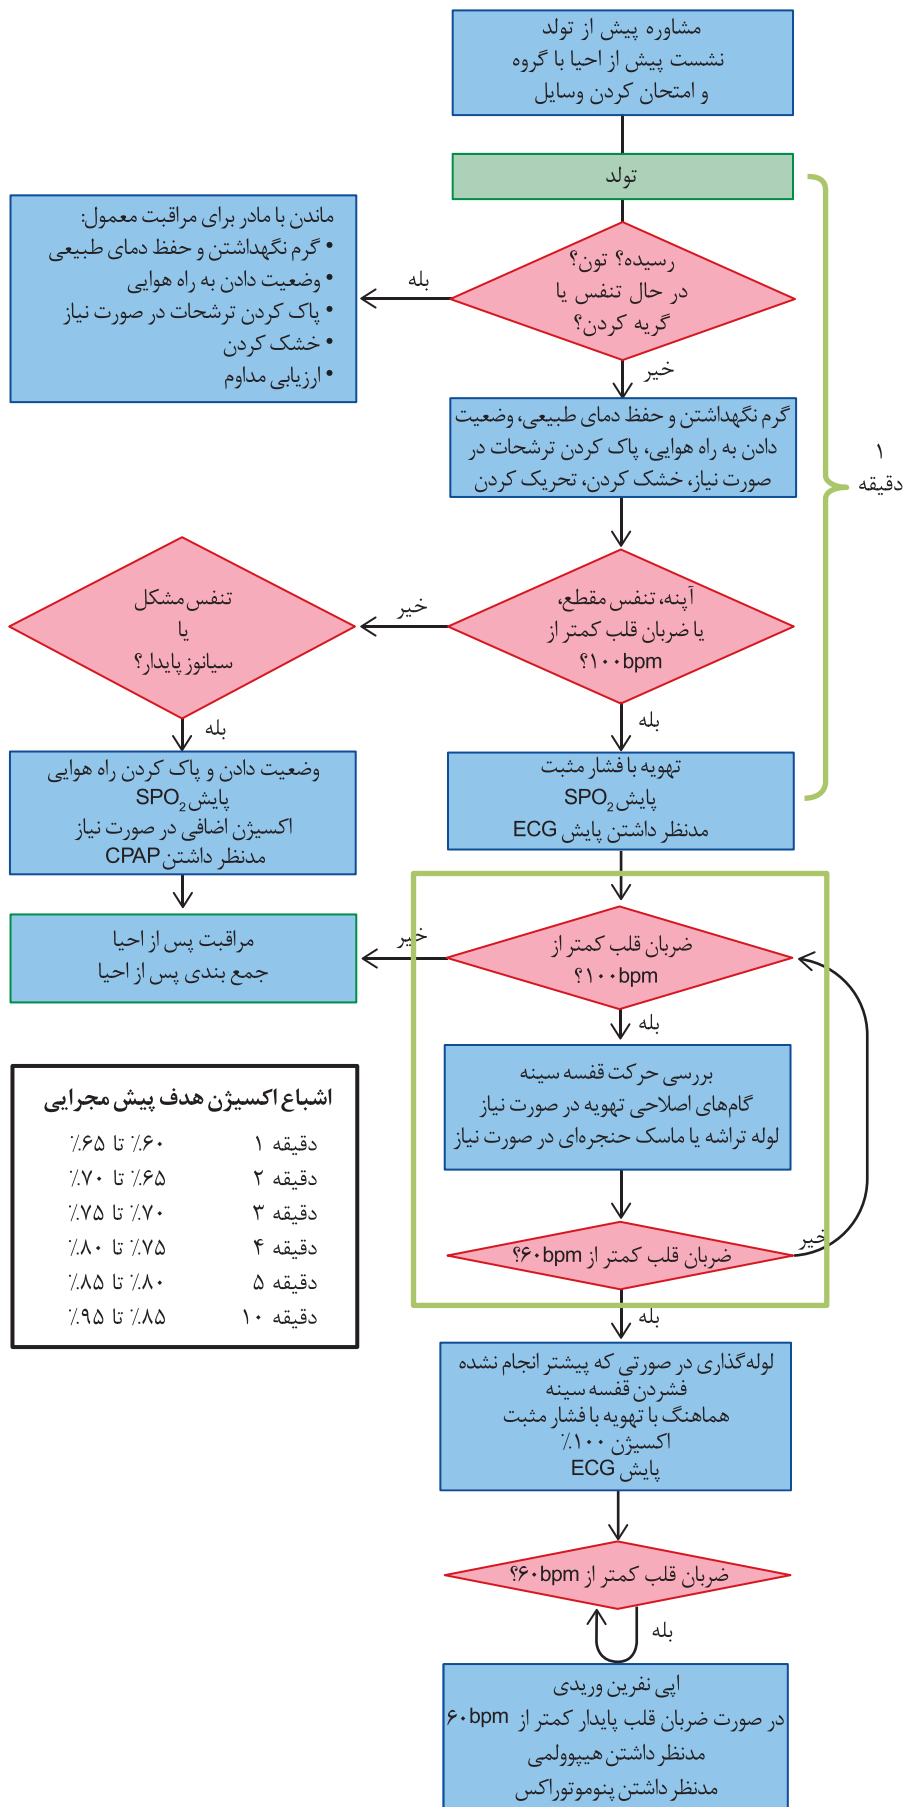 مشاوره پیش از تولد
نشست پیش از احیا با گروه
و امتحان کردن وسایل
تولد
رسیده؟ تون؟
در حال تنفس یا
گریه کردن؟
بله
ماندن با مادر برای مراقبت معمول:
• گرم نگهداشتن و حفظ دمای طبیعی
• وضعیت دادن به راه هوایی
• پاک کردن ترشحات در صورت نیاز
• خشک کردن
• ارزیابی مداوم
خیر
گرم نگهداشتن و حفظ دمای طبیعی، وضعیت
دادن به راه هوایی، پاک کردن ترشحات در
صورت نیاز، خشک کردن، تحریک کردن
۱
دقیقه
آپنه، تنفس مقطع،
یا ضربان قلب کمتر از
۱۰۰bpm؟
خیر
تنفس مشکل
یا
سیانوز پایدار؟
بله
بله
تهویه با فشار مثبت
پایش SPO₂
مدنظر داشتن پایش ECG
وضعیت دادن و پاک کردن راه هوایی
پایش SPO₂
اکسیژن اضافی در صورت نیاز
مدنظر داشتن CPAP
ضربان قلب کمتر از
۱۰۰bpm؟
خیر
مراقبت پس از احیا
جمع بندی پس از احیا
بله
بررسی حرکت قفسه سینه
گام‌های اصلاحی تهویه در صورت نیاز
لوله تراشه یا ماسک حنجره‌ای در صورت نیاز
ضربان قلب کمتر از ۶۰bpm؟
خیر
بله
اشباع اکسیژن هدف پیش مجرایی
دقیقه ۱ ۶۰٪ تا ۶۵٪
دقیقه ۲ ۶۵٪ تا ۷۰٪
دقیقه ۳ ۷۰٪ تا ۷۵٪
دقیقه ۴ ۷۵٪ تا ۸۰٪
دقیقه ۵ ۸۰٪ تا ۸۵٪
دقیقه ۱۰ ۸۵٪ تا ۹۵٪
لوله‌گذاری در صورتی که پیشتر انجام نشده
فشردن قفسه سینه
هماهنگ با تهویه با فشار مثبت
اکسیژن ۱۰۰٪
پایش ECG
ضربان قلب کمتر از ۶۰bpm؟
بله
اپی نفرین وریدی
در صورت ضربان قلب پایدار کمتر از ۶۰bpm
مدنظر داشتن هیپوولمی
مدنظر داشتن پنوموتوراکس